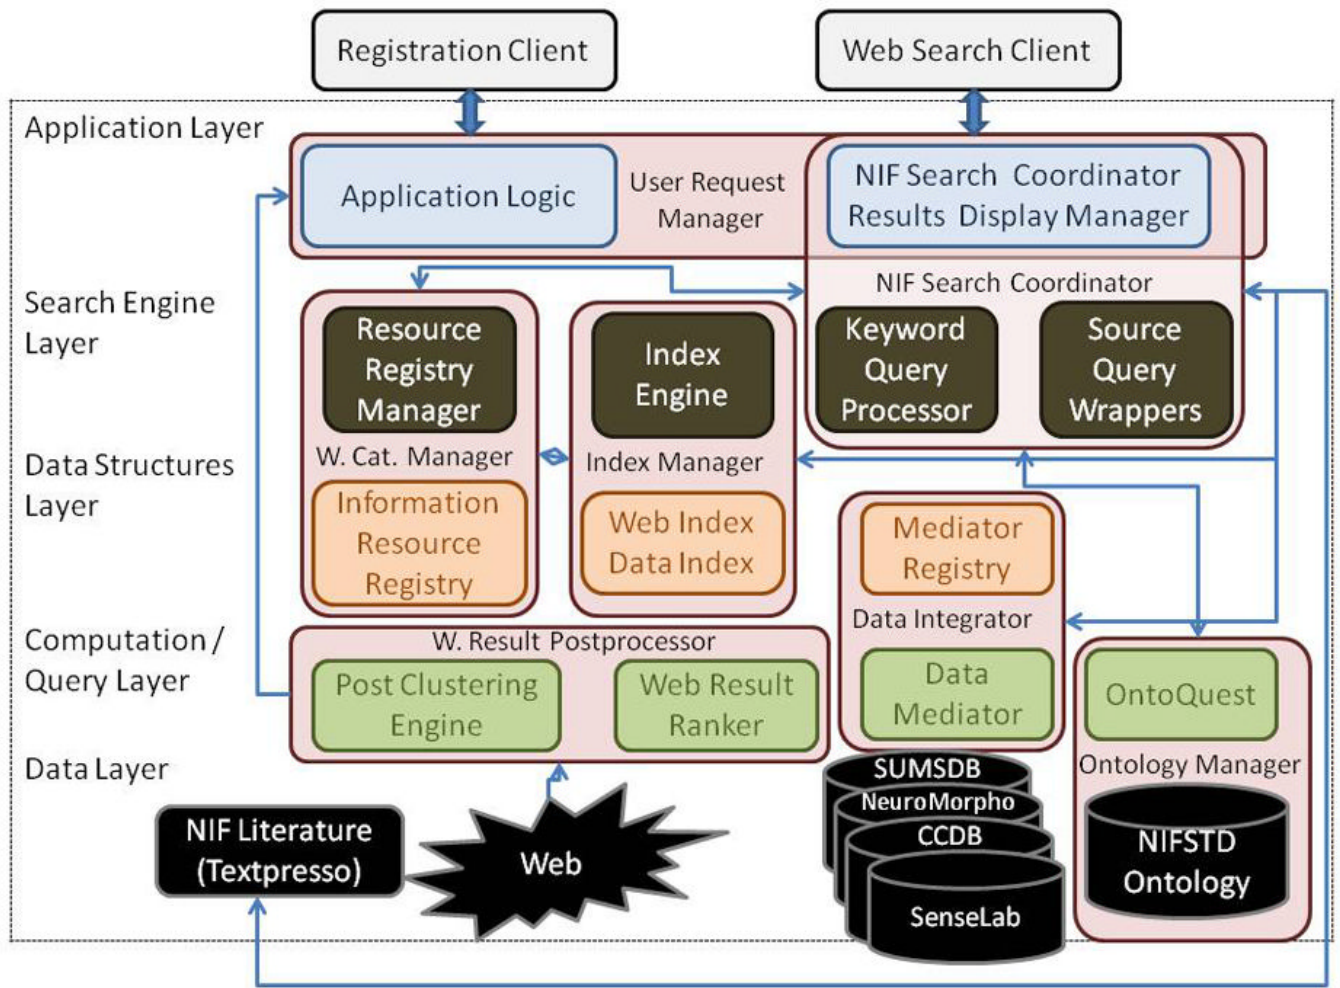 Registration Client
Web Search Client
Application Layer
Application Logic
User Request
Manager
NIF Search Coordinator
Results Display Manager
Search Engine
Layer
NIF Search Coordinator
Resource
Registry
Manager
Index
Engine
Keyword
Query
Processor
Source
Query
Wrappers
Data Structures
Layer
W. Cat. Manager
Index Manager
Information
Resource
Registry
Web Index
Data Index
Mediator
Registry
Data Integrator
Computation /
Query Layer
W. Result Postprocessor
Post Clustering
Engine
Web Result
Ranker
Data
Mediator
OntoQuest
Ontology Manager
Data Layer
NIF Literature
(Textpresso)
Web
SUMSDB
NeuroMorpho
CCDB
SenseLab
NIFSTD
Ontology